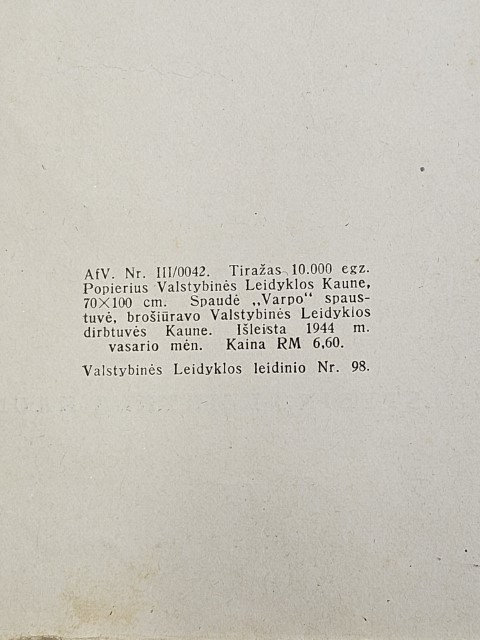 AfV. Nr. III/0042. Tiražas 10.000 egz.
Popierius Valstybinės Leidyklos Kaune,
70×100 cm. Spaudė „Varpo“ spaus-
tuvė, brošiūravo Valstybinės Leidyklos
dirbtuvės Kaune. Išleista 1944 m.
vasario mėn. Kaina RM 6,60.
Valstybinės Leidyklos leidinio Nr. 98.